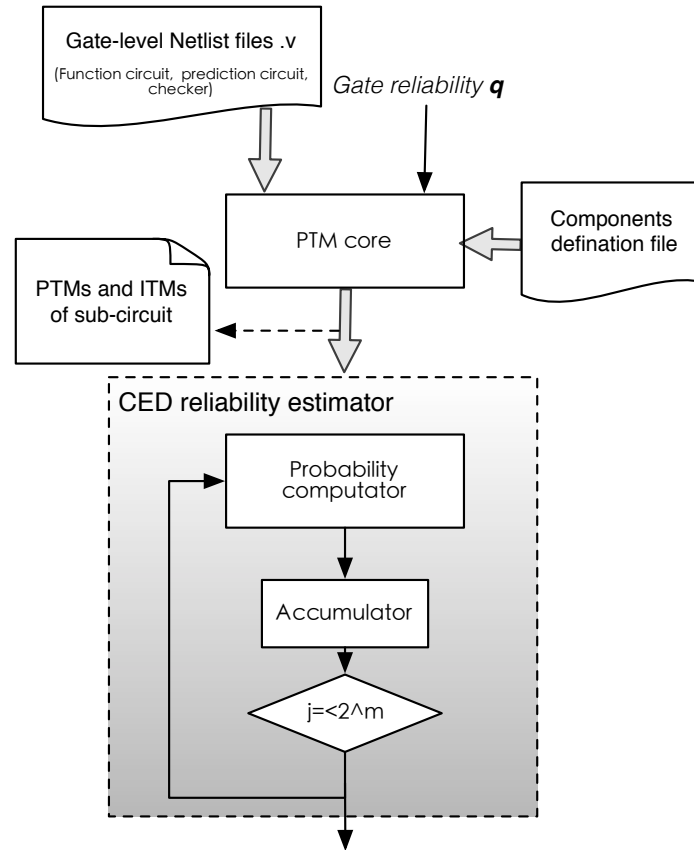 Gate-level Netlist files .v
(Function circuit, prediction circuit,
checker)
Gate reliability q
PTM core
Components
defination file
PTMs and ITMs
of sub-circuit
CED reliability estimator
Probability
computator
Accumulator
j=<2^m